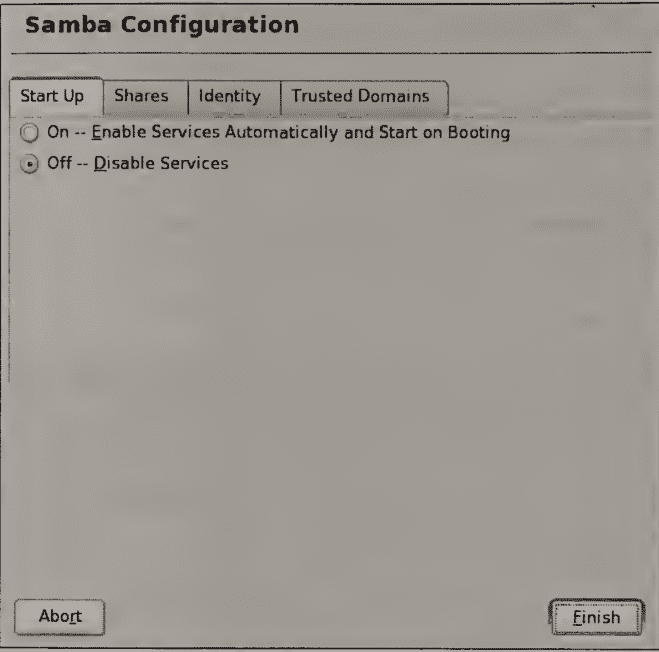 Samba Configuration
Start Up Shares Identity Trusted Domains
On -- Enable Services Automatically and Start on Booting
Off -- Disable Services
Abort Finish